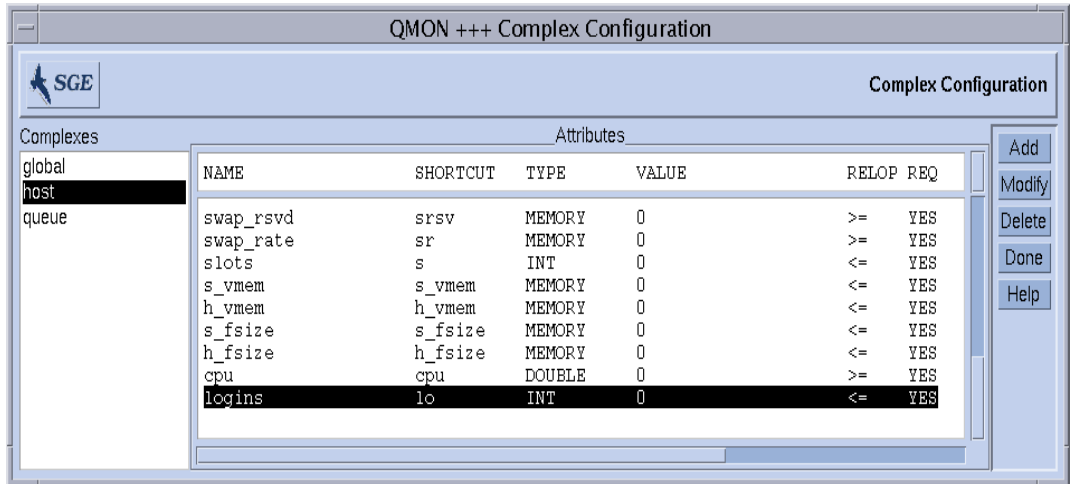 QMON +++ Complex Configuration
SGE
Complex Configuration
Complexes
Attributes
global
host
queue
NAME SHORTCUT TYPE VALUE RELOP REQ
swap_rsvd srsv MEMORY 0 >= YES
swap_rate sr MEMORY 0 >= YES
slots s INT 0 <= YES
s_vmem s_vmem MEMORY 0 <= YES
h_vmem h_vmem MEMORY 0 <= YES
s_fsize s_fsize MEMORY 0 <= YES
h_fsize h_fsize MEMORY 0 <= YES
cpu cpu DOUBLE 0 >= YES
logins lo INT 0 <= YES
Add
Modify
Delete
Done
Help